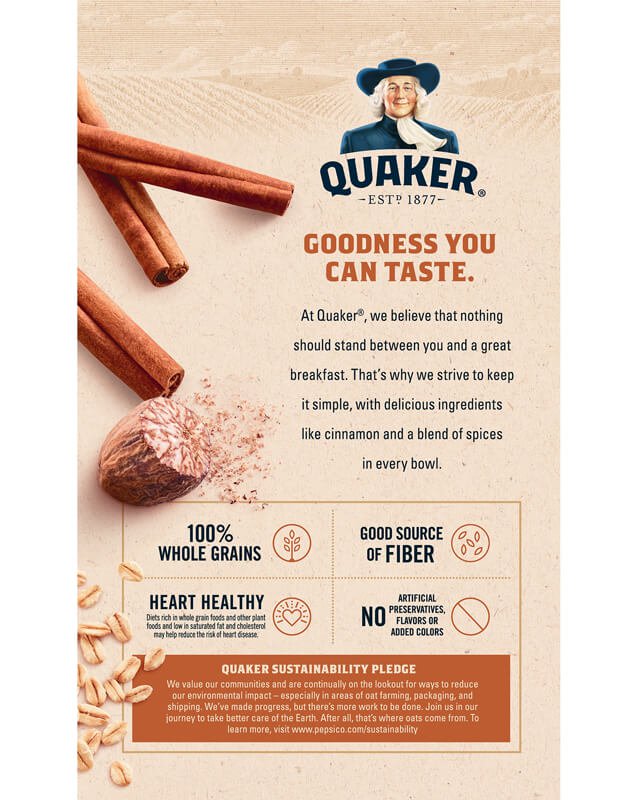 QUAKER®
ESTD 1877
GOODNESS YOU
CAN TASTE.
At Quaker®, we believe that nothing
should stand between you and a great
breakfast. That's why we strive to keep
it simple, with delicious ingredients
like cinnamon and a blend of spices
in every bowl.
100%
WHOLE GRAINS
GOOD SOURCE
OF FIBER
HEART HEALTHY
Diets rich in whole grain foods and other plant
foods and low in saturated fat and cholesterol
may help reduce the risk of heart disease.
NO
ARTIFICIAL
PRESERVATIVES,
FLAVORS OR
ADDED COLORS
QUAKER SUSTAINABILITY PLEDGE
We value our communities and are continually on the lookout for ways to reduce
our environmental impact – especially in areas of oat farming, packaging, and
shipping. We've made progress, but there's more work to be done. Join us in our
journey to take better care of the Earth. After all, that's where oats come from. To
learn more, visit www.pepsico.com/sustainability